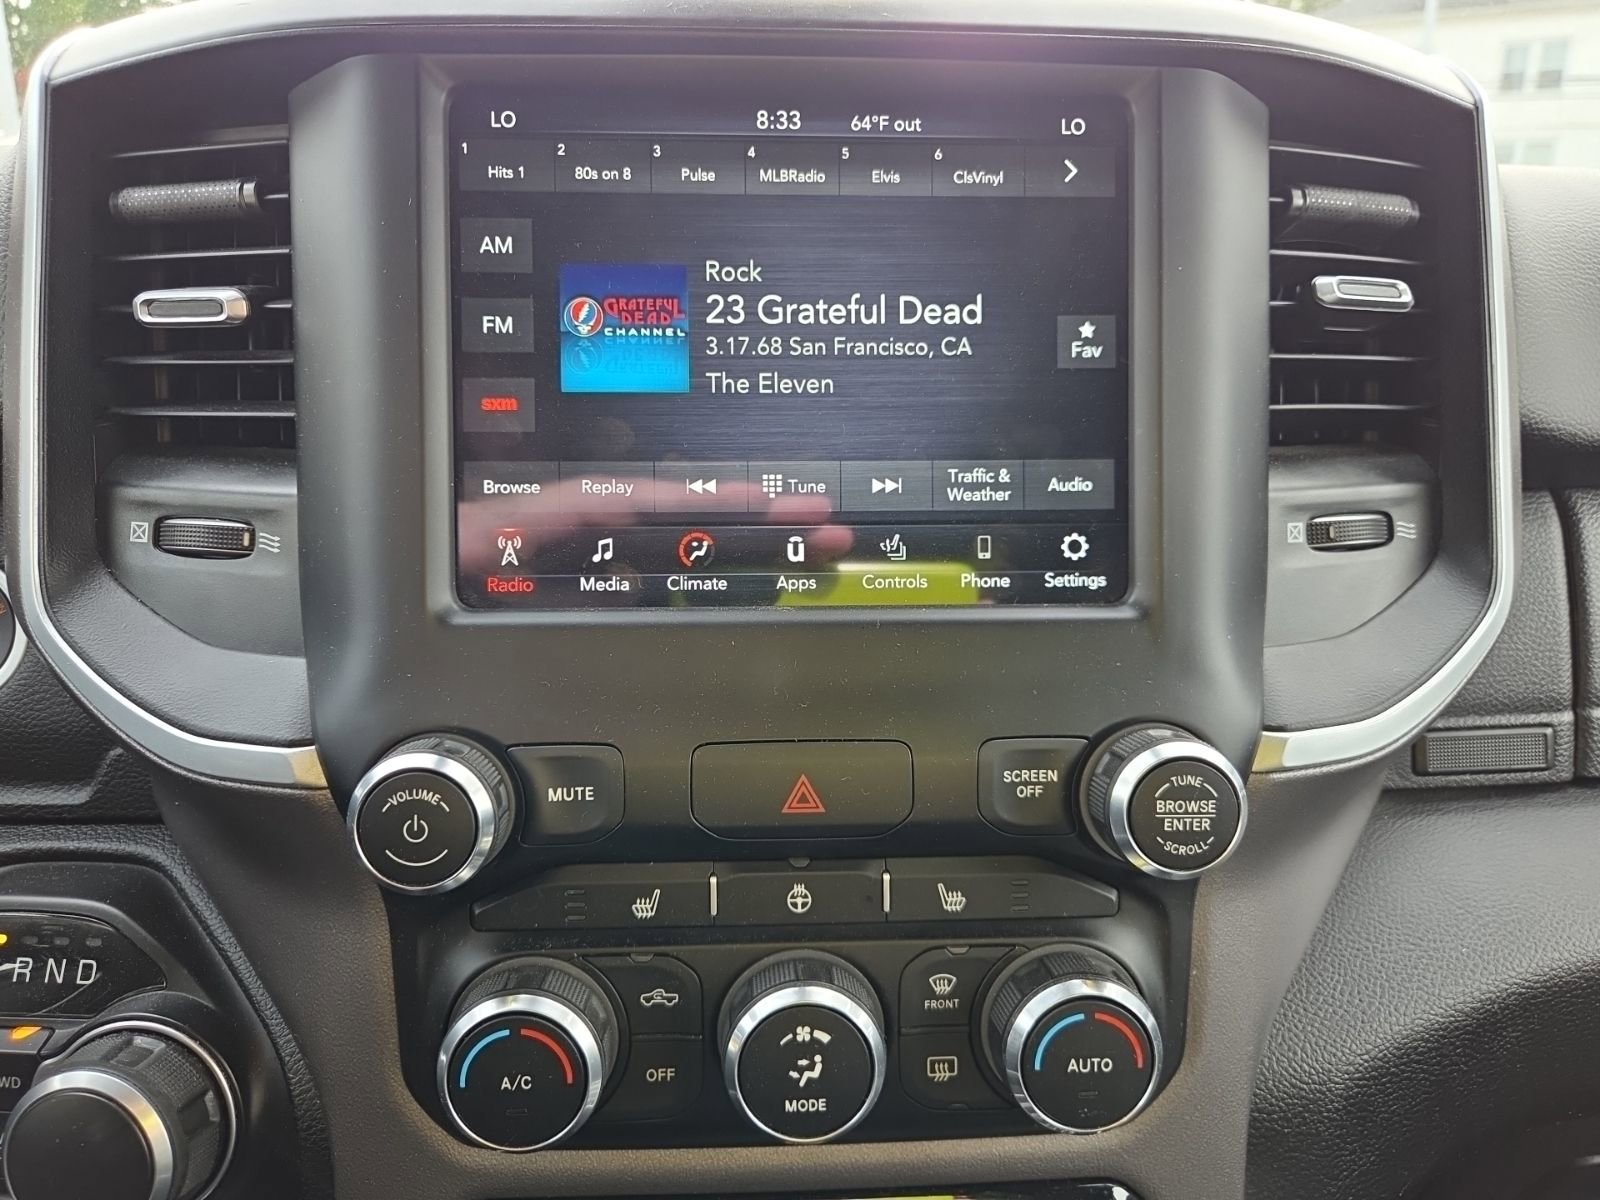 LO 8:33 64°F out LO
1 Hits 1 2 80s on 8 3 Pulse 4 MLBRadio 5 Elvis 6 ClsVinyl
AM
FM
sxm
GRATEFUL
DEAD
CHANNEL
Rock
23 Grateful Dead
3.17.68 San Francisco, CA
The Eleven
Fav
Browse Replay Tune Traffic & Weather Audio
Radio Media Climate Apps Controls Phone Settings
VOLUME
MUTE
SCREEN
OFF
TUNE
BROWSE
ENTER
SCROLL
RND
WD
A/C
OFF
MODE
FRONT
AUTO